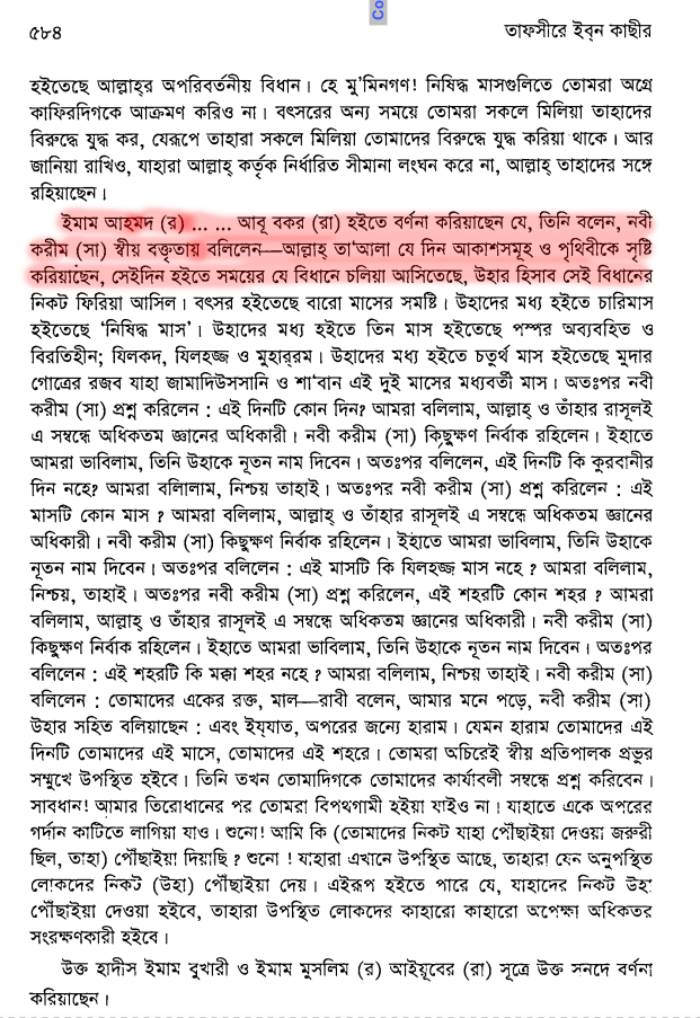 Co
৫৮৪
তাফসীরে ইব্ন কাছীর
হইতেছে আল্লাহ্‌র অপরিবর্তনীয় বিধান। হে মু'মিনগণ! নিষিদ্ধ মাসগুলিতে তোমরা অগ্রে
কাফিরদিগকে আক্রমণ করিও না। বৎসরের অন্য সময়ে তোমরা সকলে মিলিয়া তাহাদের
বিরুদ্ধে যুদ্ধ কর, যেরূপে তাহারা সকলে মিলিয়া তোমাদের বিরুদ্ধে যুদ্ধ করিয়া থাকে। আর
জানিয়া রাখিও, যাহারা আল্লাহ্ কর্তৃক নির্ধারিত সীমানা লংঘন করে না, আল্লাহ্ তাহাদের সঙ্গে
রহিয়াছেন।
ইমাম আহমদ (র) ... ... আবূ বকর (রা) হইতে বর্ণনা করিয়াছেন যে, তিনি বলেন, নবী
করীম (সা) স্বীয় বক্তৃতায় বলিলেন—আল্লাহ্ তা'আলা যে দিন আকাশসমূহ ও পৃথিবীকে সৃষ্টি
করিয়াছেন, সেইদিন হইতে সময়ের যে বিধানে চলিয়া আসিতেছে, উহার হিসাব সেই বিধানের
নিকট ফিরিয়া আসিল। বৎসর হইতেছে বারো মাসের সমষ্টি। উহাদের মধ্য হইতে চারিমাস
হইতেছে 'নিষিদ্ধ মাস'। উহাদের মধ্য হইতে তিন মাস হইতেছে পম্পর অব্যবহিত ও
বিরতিহীন; যিলকদ, যিলহজ্জ ও মুহার্‌রম। উহাদের মধ্য হইতে চতুর্থ মাস হইতেছে মুদার
গোত্রের রজব যাহা জামাদিউসসানি ও শা'বান এই দুই মাসের মধ্যবর্তী মাস। অতঃপর নবী
করীম (সা) প্রশ্ন করিলেন : এই দিনটি কোন দিন? আমরা বলিলাম, আল্লাহ্ ও তাঁহার রাসূলই
এ সম্বন্ধে অধিকতম জ্ঞানের অধিকারী। নবী করীম (সা) কিছুক্ষণ নির্বাক রহিলেন। ইহাতে
আমরা ভাবিলাম, তিনি উহাকে নূতন নাম দিবেন। অতঃপর বলিলেন, এই দিনটি কি কুরবানীর
দিন নহে? আমরা বলিালাম, নিশ্চয় তাহাই। অতঃপর নবী করীম (সা) প্রশ্ন করিলেন : এই
মাসটি কোন মাস ? আমরা বলিলাম, আল্লাহ্ ও তাঁহার রাসূলই এ সম্বন্ধে অধিকতম জ্ঞানের
অধিকারী। নবী করীম (সা) কিছুক্ষণ নির্বাক রহিলেন। ইহাতে আমরা ভাবিলাম, তিনি উহাকে
নূতন নাম দিবেন। অতঃপর বলিলেন : এই মাসটি কি যিলহজ্জ মাস নহে ? আমরা বলিলাম,
নিশ্চয়, তাহাই। অতঃপর নবী করীম (সা) প্রশ্ন করিলেন, এই শহরটি কোন শহর ? আমরা
বলিলাম, আল্লাহ্ ও তাঁহার রাসূলই এ সম্বন্ধে অধিকতম জ্ঞানের অধিকারী। নবী করীম (সা)
কিছুক্ষণ নির্বাক রহিলেন। ইহাতে আমরা ভাবিলাম, তিনি উহাকে নূতন নাম দিবেন। অতঃপর
বলিলেন : এই শহরটি কি মক্কা শহর নহে ? আমরা বলিলাম, নিশ্চয় তাহাই। নবী করীম (সা)
বলিলেন : তোমাদের একের রক্ত, মাল—রাবী বলেন, আমার মনে পড়ে, নবী করীম (সা)
উহার সহিত বলিয়াছেন : এবং ইয্‌যাত, অপরের জন্যে হারাম। যেমন হারাম তোমাদের এই
দিনটি তোমাদের এই মাসে, তোমাদের এই শহরে। তোমরা অচিরেই স্বীয় প্রতিপালক প্রভুর
সম্মুখে উপস্থিত হইবে। তিনি তখন তোমাদিগকে তোমাদের কার্যাবলী সম্বন্ধে প্রশ্ন করিবেন।
সাবধান! আমার তিরোধানের পর তোমরা বিপথগামী হইয়া যাইও না। যাহাতে একে অপরের
গর্দান কাটিতে লাগিয়া যাও। শুনো! আমি কি (তোমাদের নিকট যাহা পৌঁছাইয়া দেওয়া জরুরী
ছিল, তাহা) পৌঁছাইয়া দিয়াছি ? শুনো ! যাহারা এখানে উপস্থিত আছে, তাহারা যেন অনুপস্থিত
লোকদের নিকট (উহা) পৌঁছাইয়া দেয়। এইরূপ হইতে পারে যে, যাহাদের নিকট উহা
পৌঁছাইয়া দেওয়া হইবে, তাহারা উপস্থিত লোকদের কাহারো কাহারো অপেক্ষা অধিকতর
সংরক্ষণকারী হইবে।
উক্ত হাদীস ইমাম বুখারী ও ইমাম মুসলিম (র) আইয়ূবের (রা) সূত্রে উক্ত সনদে বর্ণনা
করিয়াছেন।